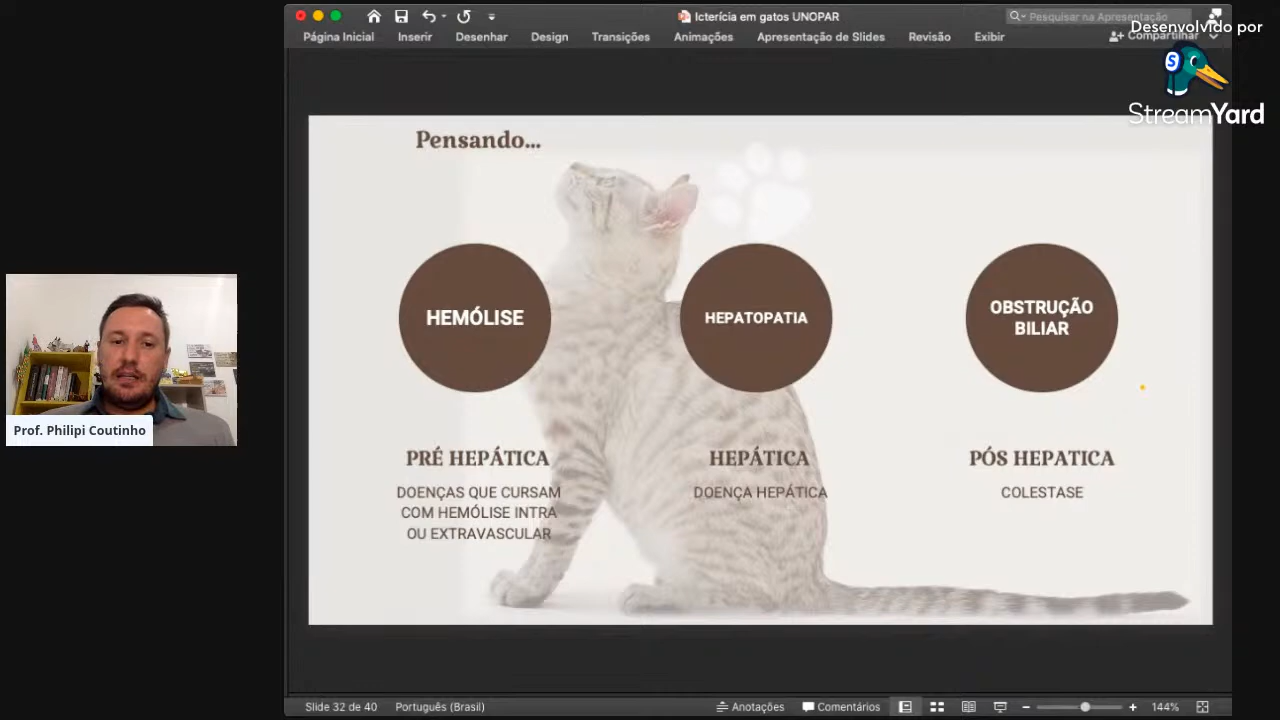 Icterícia em gatos UNOPAR
Pesquisar na Apresentação
Desenvolvido por
StreamYard
Página Inicial
Inserir
Desenhar
Design
Transições
Animações
Apresentação de Slides
Revisão
Exibir
Compartilhar
Pensando...
HEMÓLISE
HEPATOPATIA
OBSTRUÇÃO
BILIAR
PRÉ HEPÁTICA
DOENÇAS QUE CURSAM
COM HEMÓLISE INTRA
OU EXTRAVASCULAR
HEPÁTICA
DOENÇA HEPÁTICA
PÓS HEPATICA
COLESTASE
Prof. Philipi Coutinho
Slide 32 de 40
Português (Brasil)
Anotações
Comentários
144%